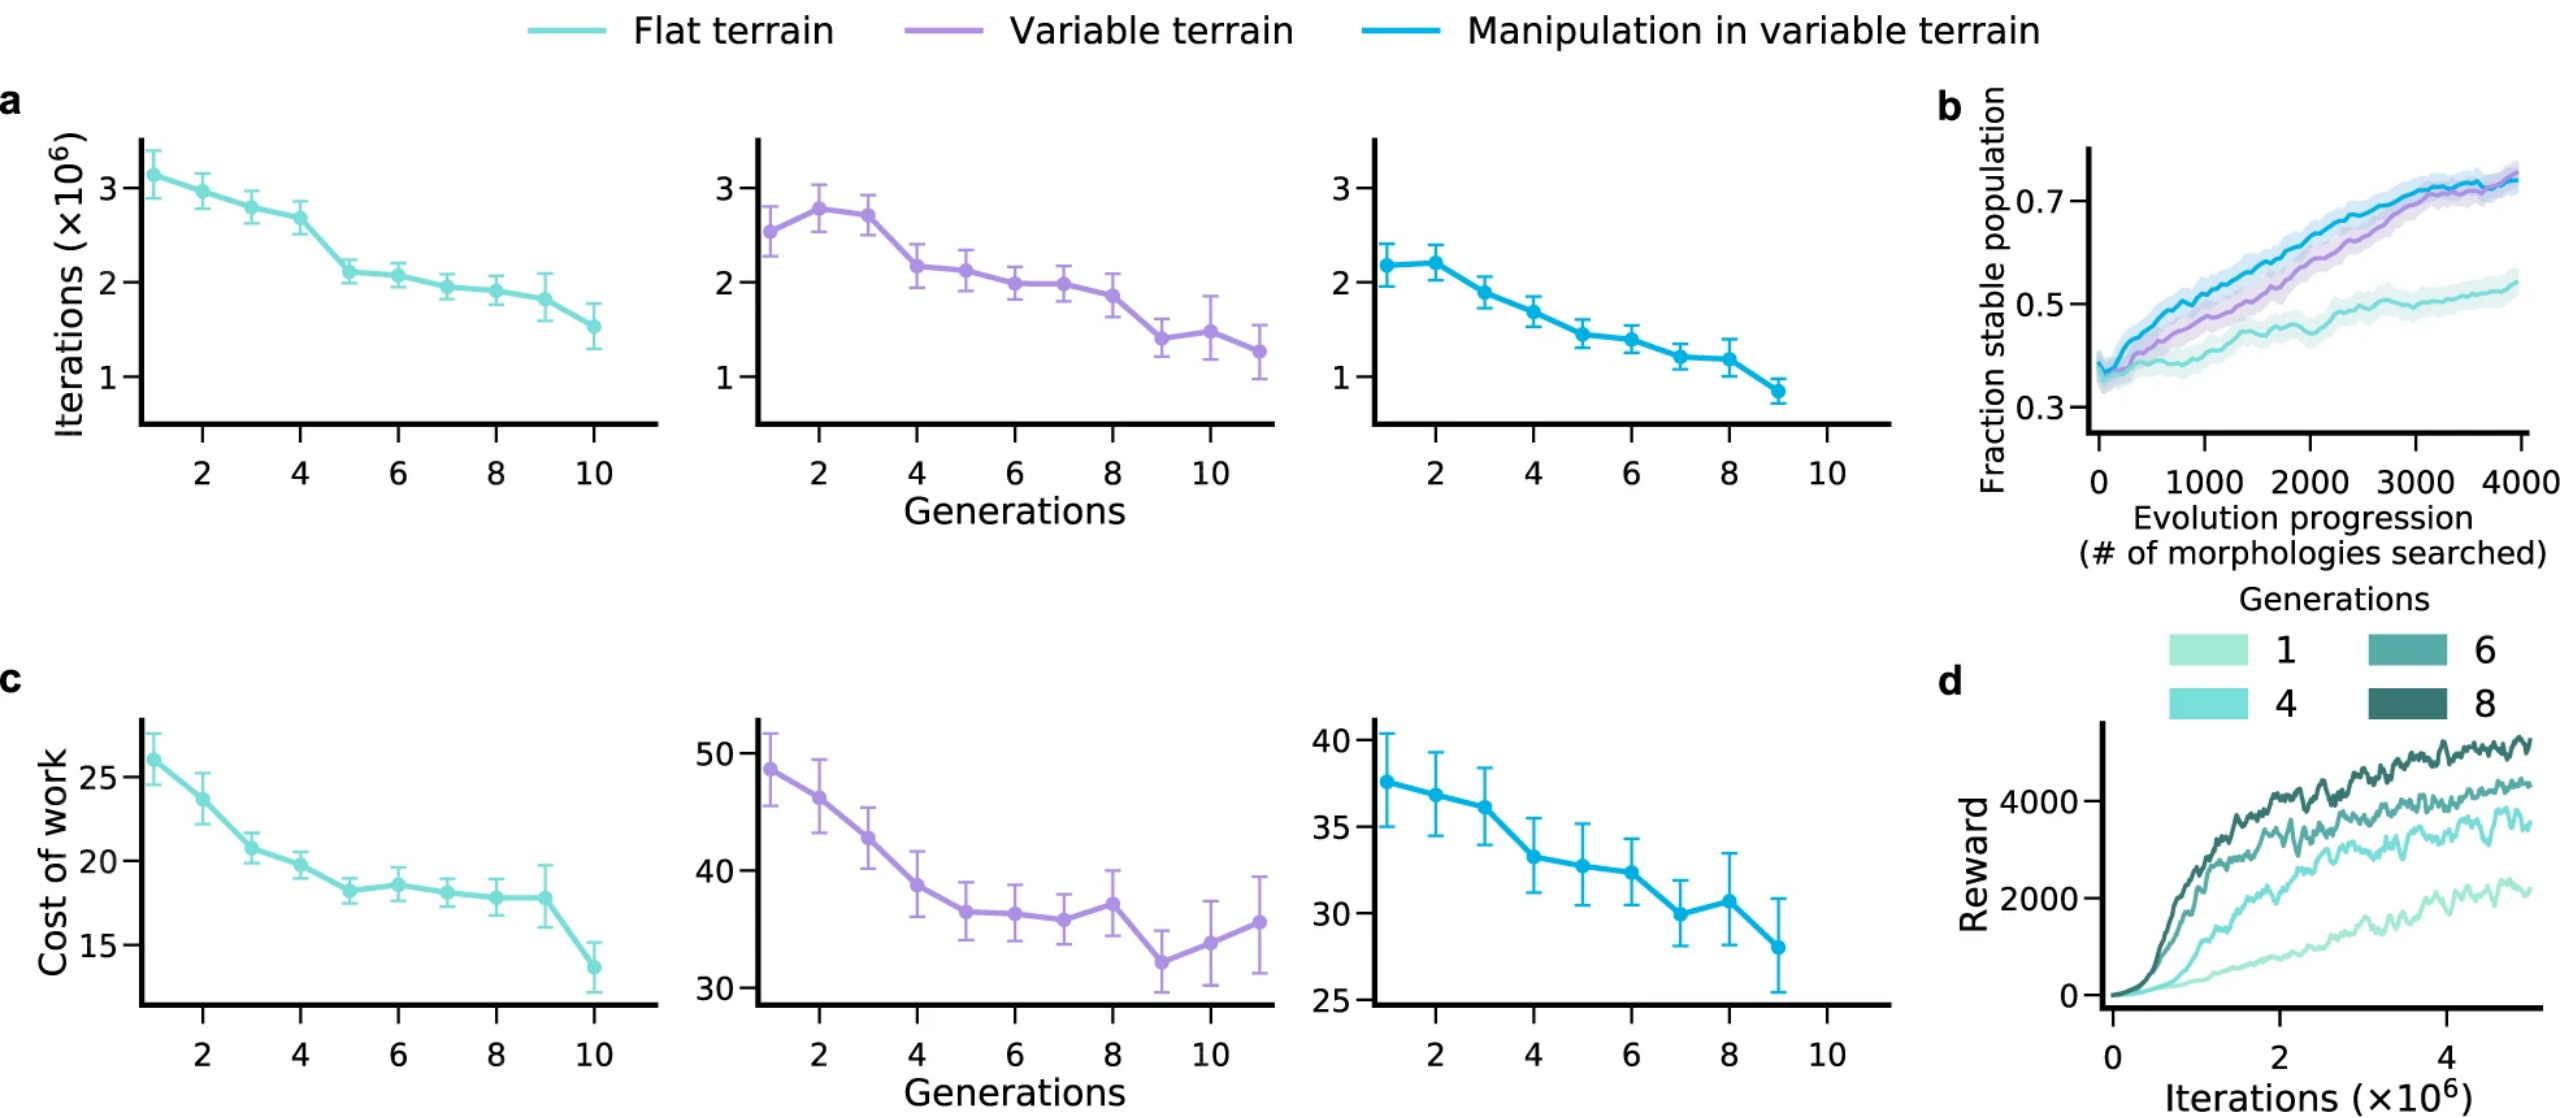 Flat terrain Variable terrain Manipulation in variable terrain
a
Iterations (×10⁶)
3
2
1
2 4 6 8 10
3
2
1
2 4 6 8 10
Generations
3
2
1
2 4 6 8 10
b
Fraction stable population
0.7
0.5
0.3
0 1000 2000 3000 4000
Evolution progression
(# of morphologies searched)
c
Cost of work
25
20
15
2 4 6 8 10
50
40
30
2 4 6 8 10
Generations
40
35
30
25
2 4 6 8 10
d
Generations
1 6
4 8
Reward
4000
2000
0
0 2 4
Iterations (×10⁶)